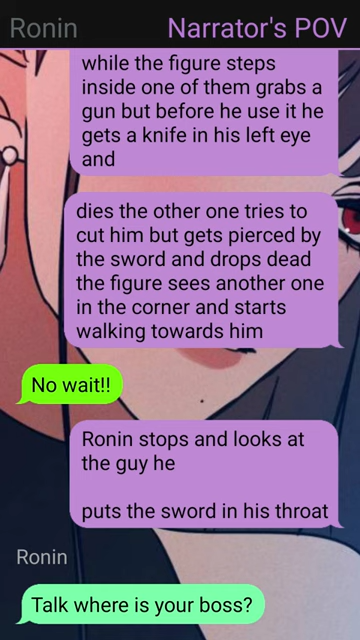 Ronin
Narrator's POV
while the figure steps
inside one of them grabs a
gun but before he use it he
gets a knife in his left eye
and
dies the other one tries to
cut him but gets pierced by
the sword and drops dead
the figure sees another one
in the corner and starts
walking towards him
No wait!!
Ronin stops and looks at
the guy he
puts the sword in his throat
Ronin
Talk where is your boss?